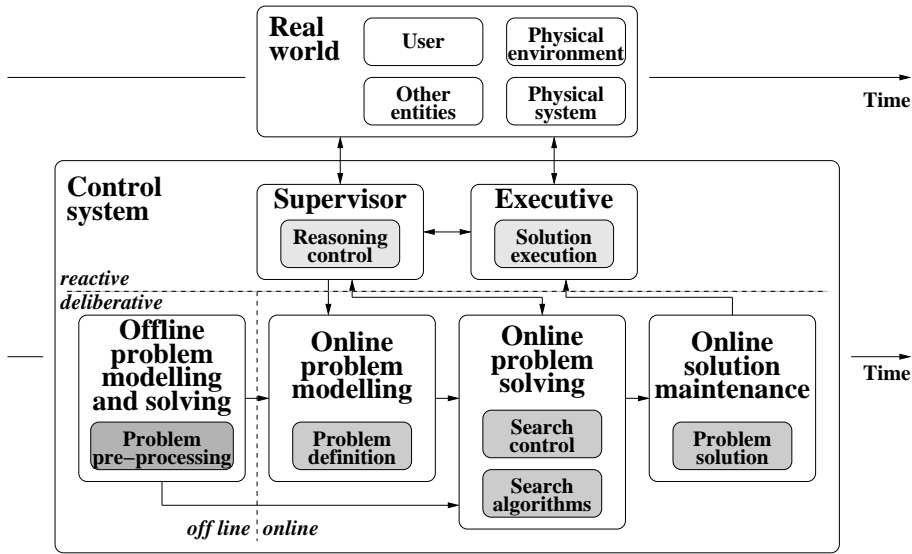 Real
world
User
Physical
environment
Other
entities
Physical
system
Time
Control
system
Supervisor
Reasoning
control
Executive
Solution
execution
reactive
deliberative
Offline
problem
modelling
and solving
Problem
pre-processing
Online
problem
modelling
Problem
definition
Online
problem
solving
Search
control
Search
algorithms
Online
solution
maintenance
Problem
solution
Time
off line
online